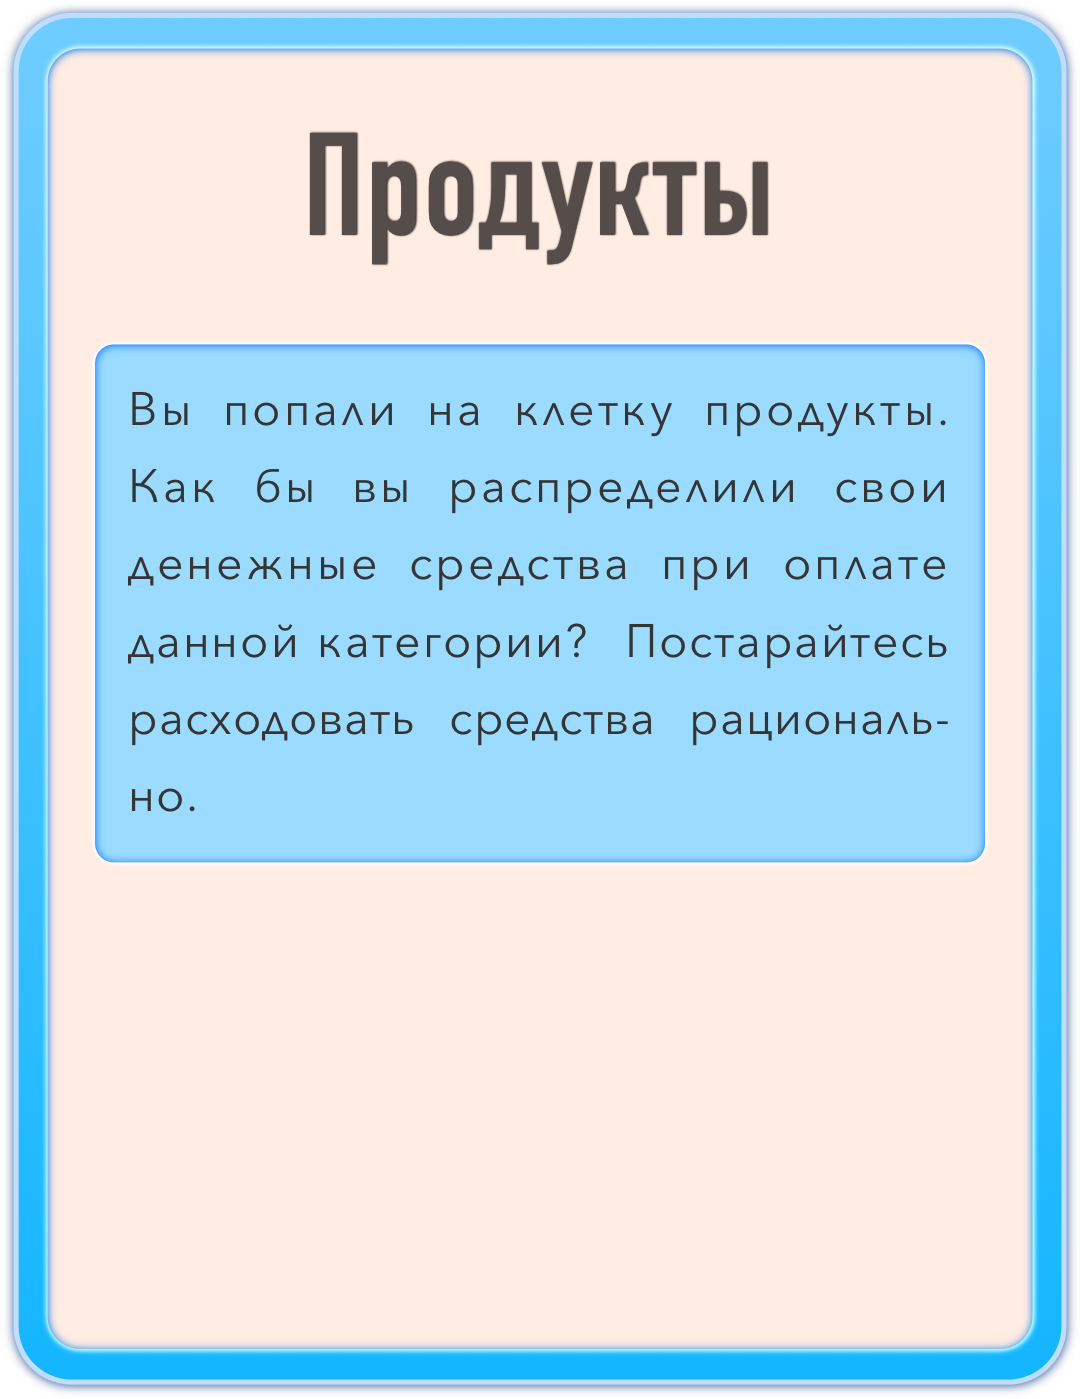 Продукты
Вы попали на клетку продукты.
Как бы вы распределили свои
денежные средства при оплате
данной категории? Постарайтесь
расходовать средства рациональ-
но.